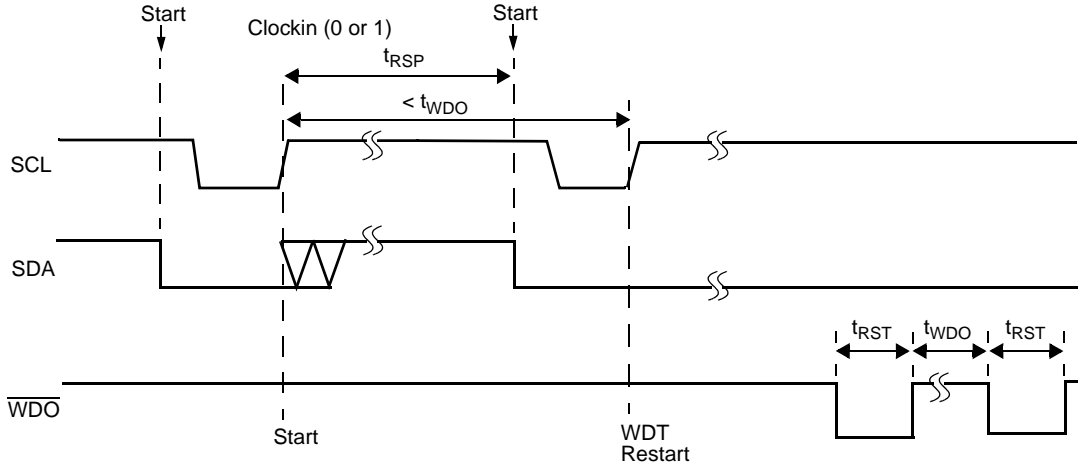 Start
Start
Clockin (0 or 1)
tRSP
< tWDO
SCL
SDA
tRST
tWDO
tRST
WDO
Start
WDT
Restart